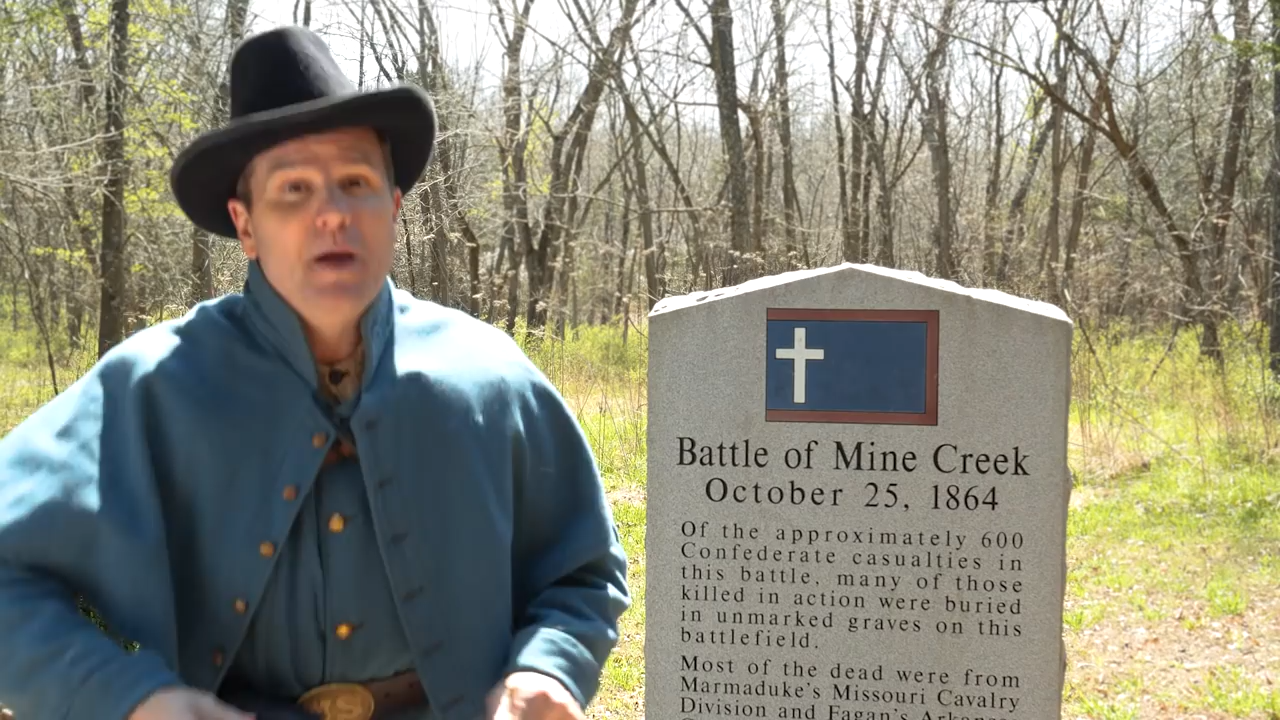 Battle of Mine Creek
October 25, 1864
Of the approximately 600
Confederate casualties in
this battle, many of those
killed in action were buried
in unmarked graves on this
battlefield.
Most of the dead were from
Marmaduke's Missouri Cavalry
Division and Fagan's